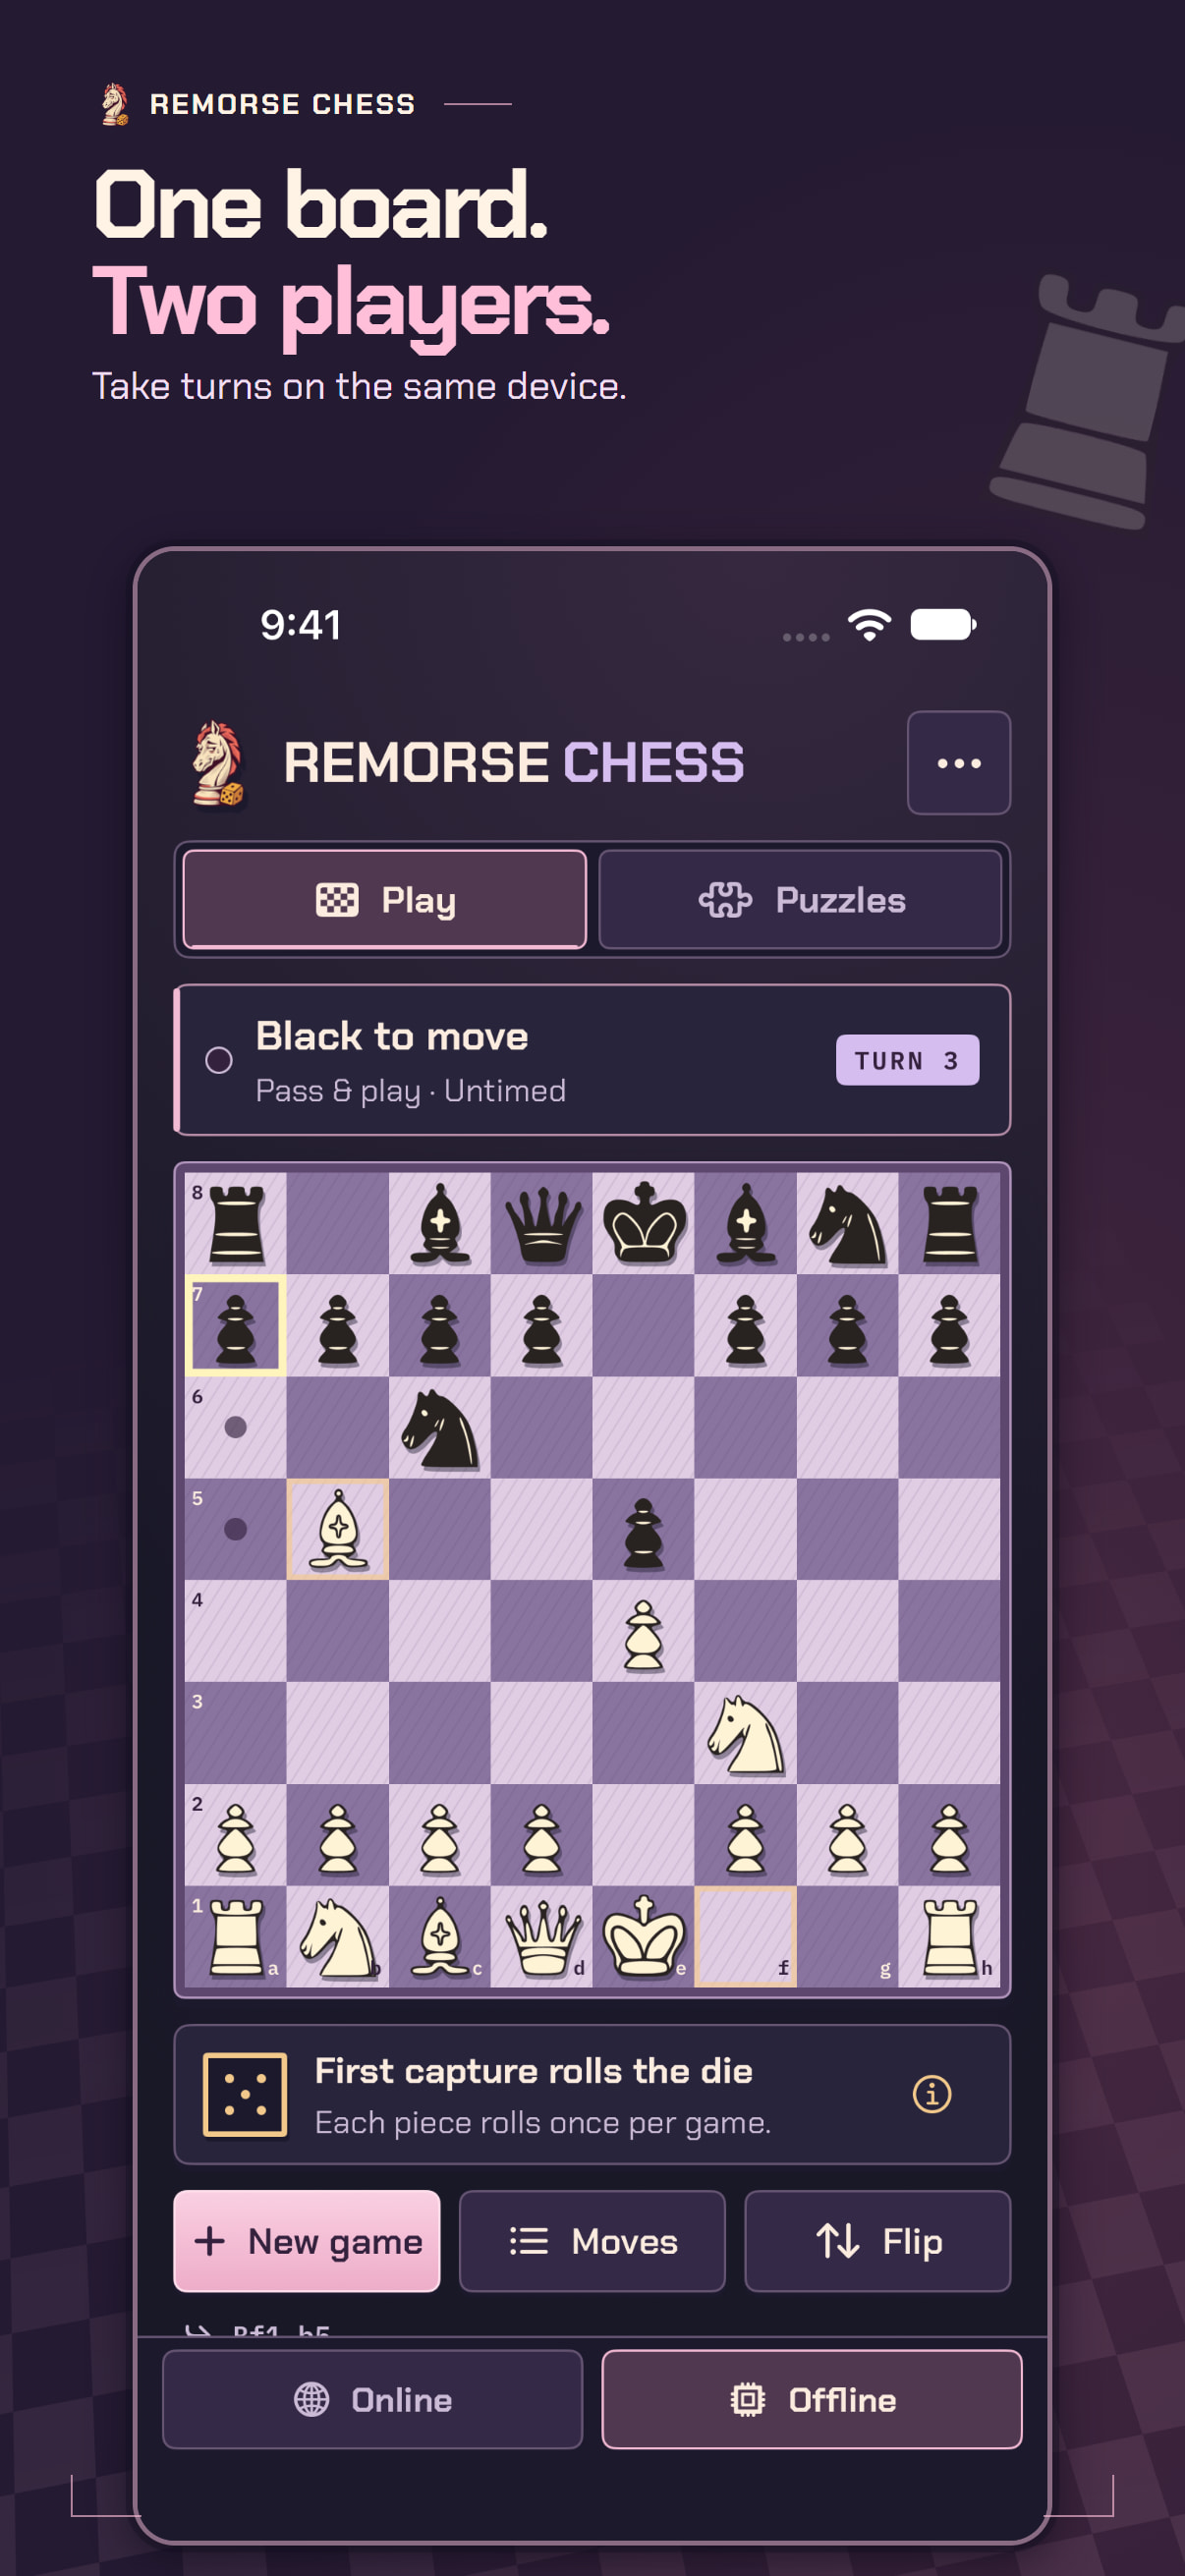 REMORSE CHESS
One board.
Two players.
Take turns on the same device.
9:41
REMORSE CHESS
Play
Puzzles
Black to move
Pass & play · Untimed
TURN 3
8
7
6
5
4
3
2
1
a b c d e f g h
First capture rolls the die
Each piece rolls once per game.
New game
Moves
Flip
Online
Offline